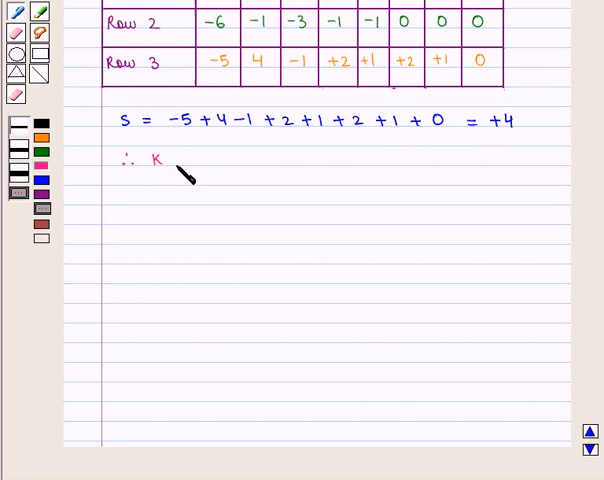 Row 2 -6 -1 -3 -1 -1 0 0 0
Row 3 -5 4 -1 +2 +1 +2 +1 0
S = -5 + 4 - 1 + 2 + 1 + 2 + 1 + 0 = +4
∴ K